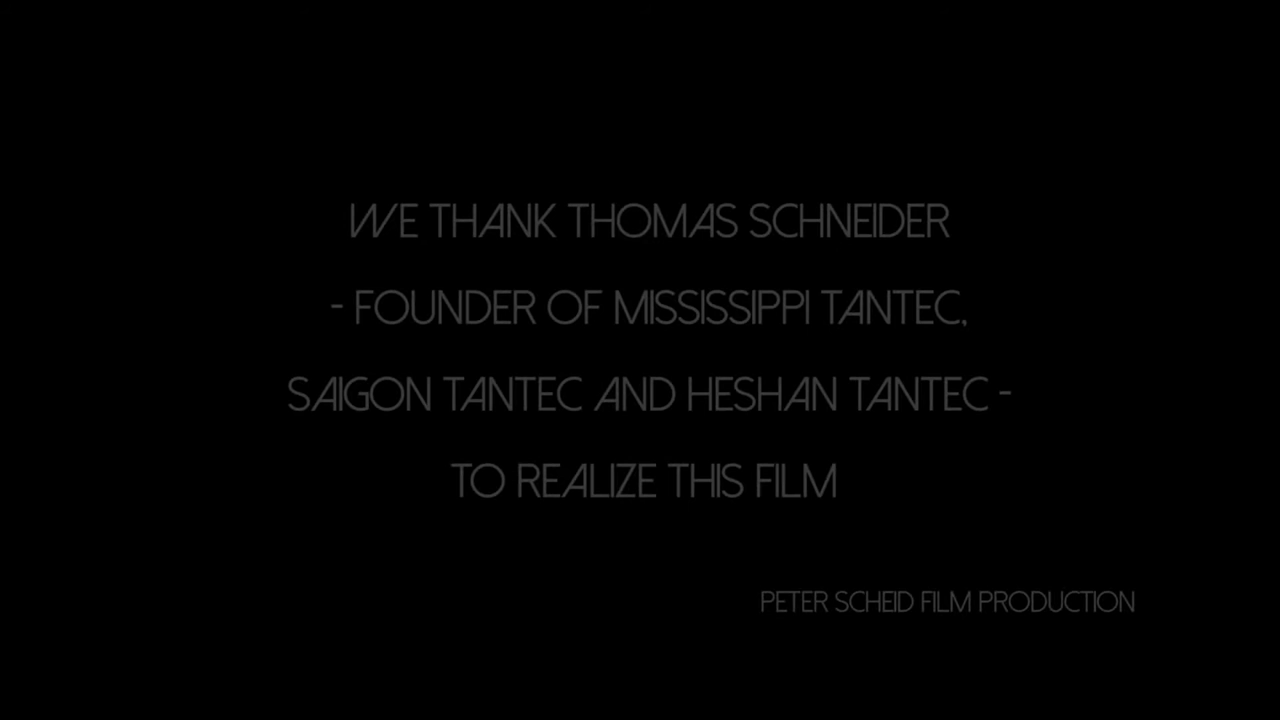 WE THANK THOMAS SCHNEIDER
- FOUNDER OF MISSISSIPPI TANTEC,
SAIGON TANTEC AND HESHAN TANTEC -
TO REALIZE THIS FILM
PETER SCHEID FILM PRODUCTION